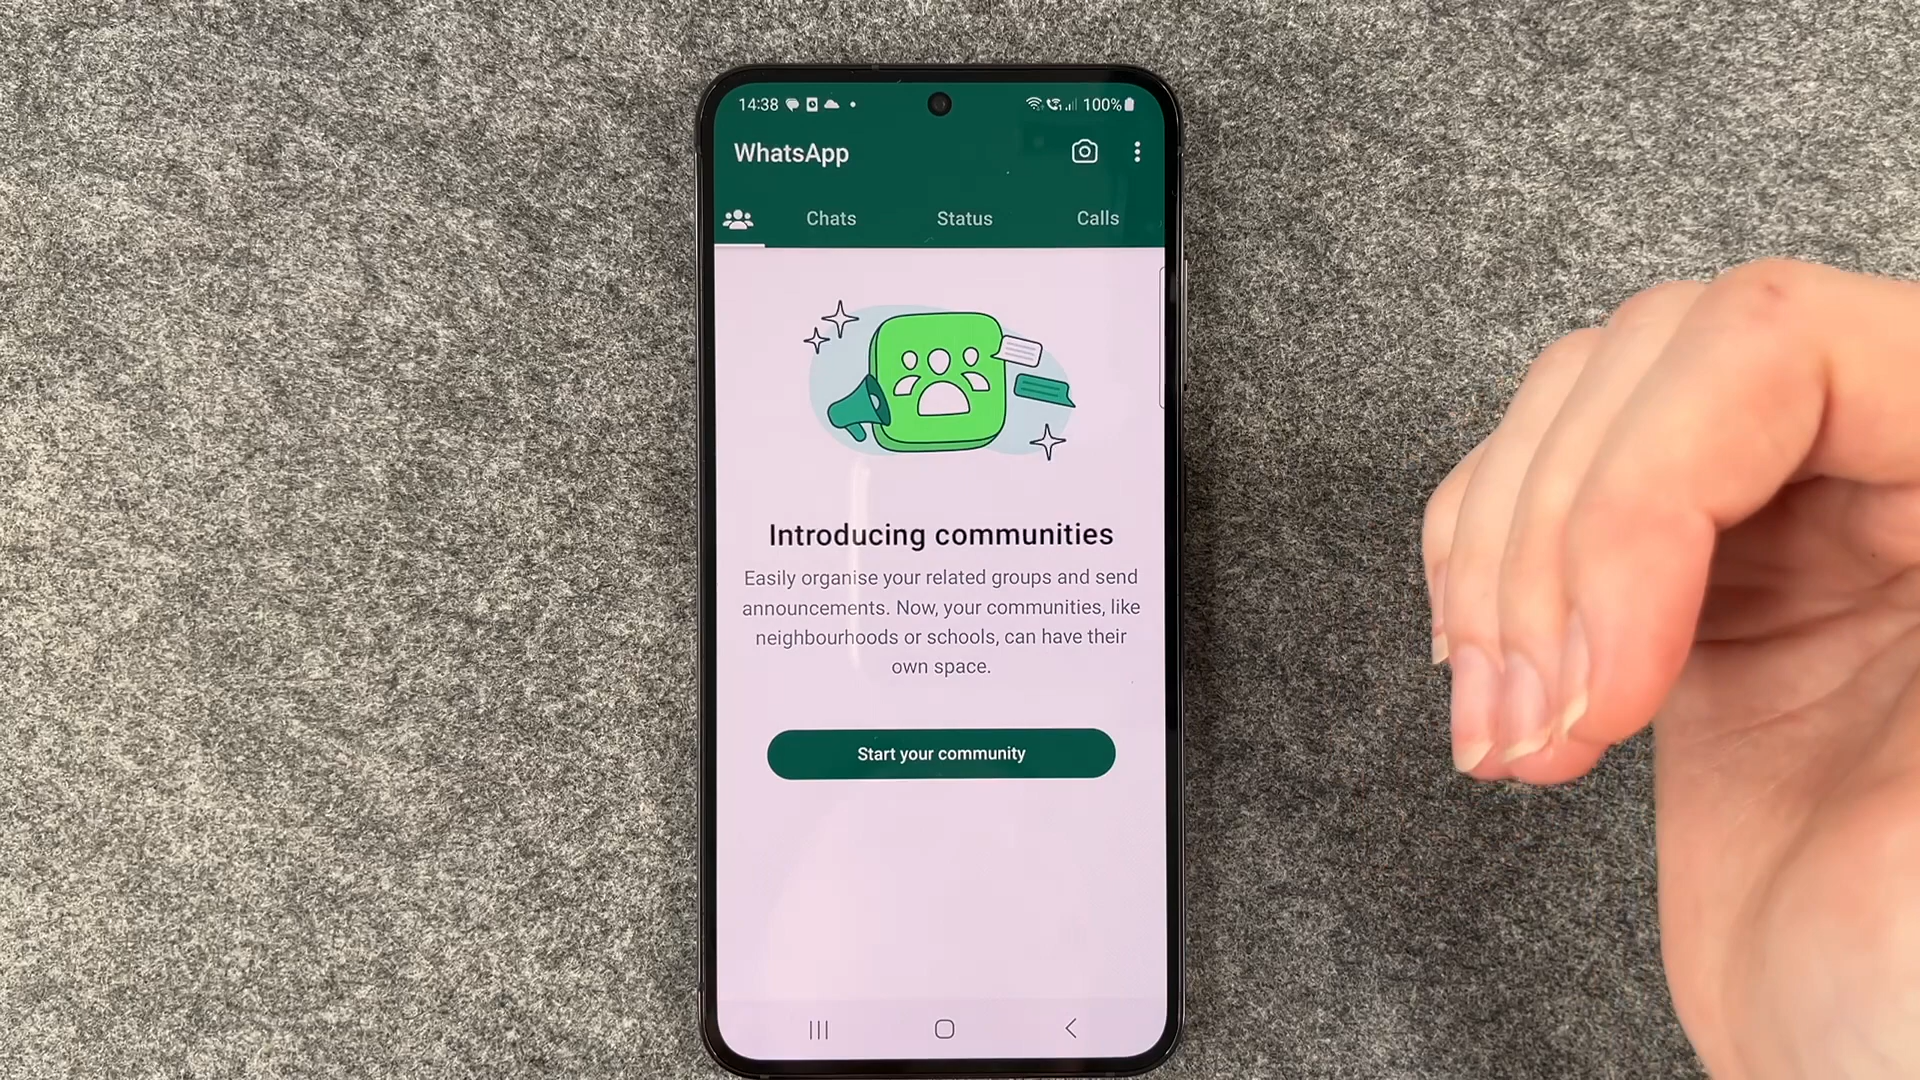 14:38
100%
WhatsApp
Chats Status Calls
Introducing communities
Easily organise your related groups and send
announcements. Now, your communities, like
neighbourhoods or schools, can have their
own space.
Start your community